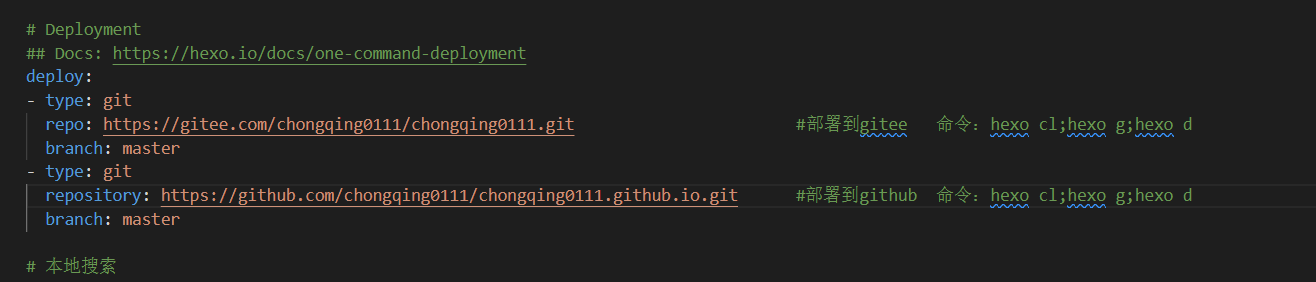 # Deployment
## Docs: https://hexo.io/docs/one-command-deployment
deploy:
- type: git
  repo: https://gitee.com/chongqing0111/chongqing0111.git                       #部署到gitee   命令：hexo cl;hexo g;hexo d
  branch: master
- type: git
  repository: https://github.com/chongqing0111/chongqing0111.github.io.git      #部署到github  命令：hexo cl;hexo g;hexo d
  branch: master
# 本地搜索